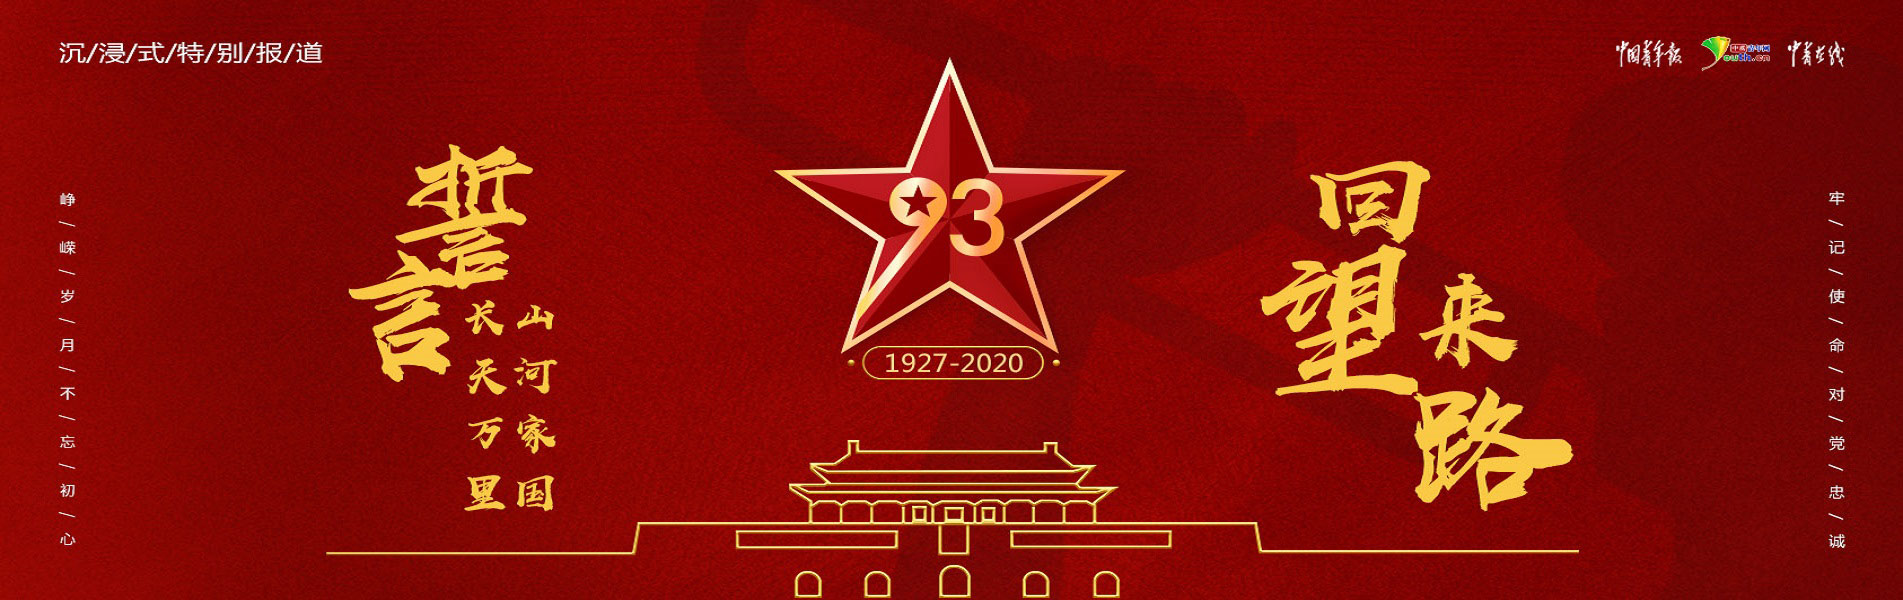 沉/浸/式/特/别/报/道
中国青年报
中国青年网
Youth.cn
中青在线
峥/嵘/岁/月/不/忘/初/心
誓言
山河家国
长天万里
93
1927-2020
回望
来路
牢/记/使/命/对/党/忠/诚